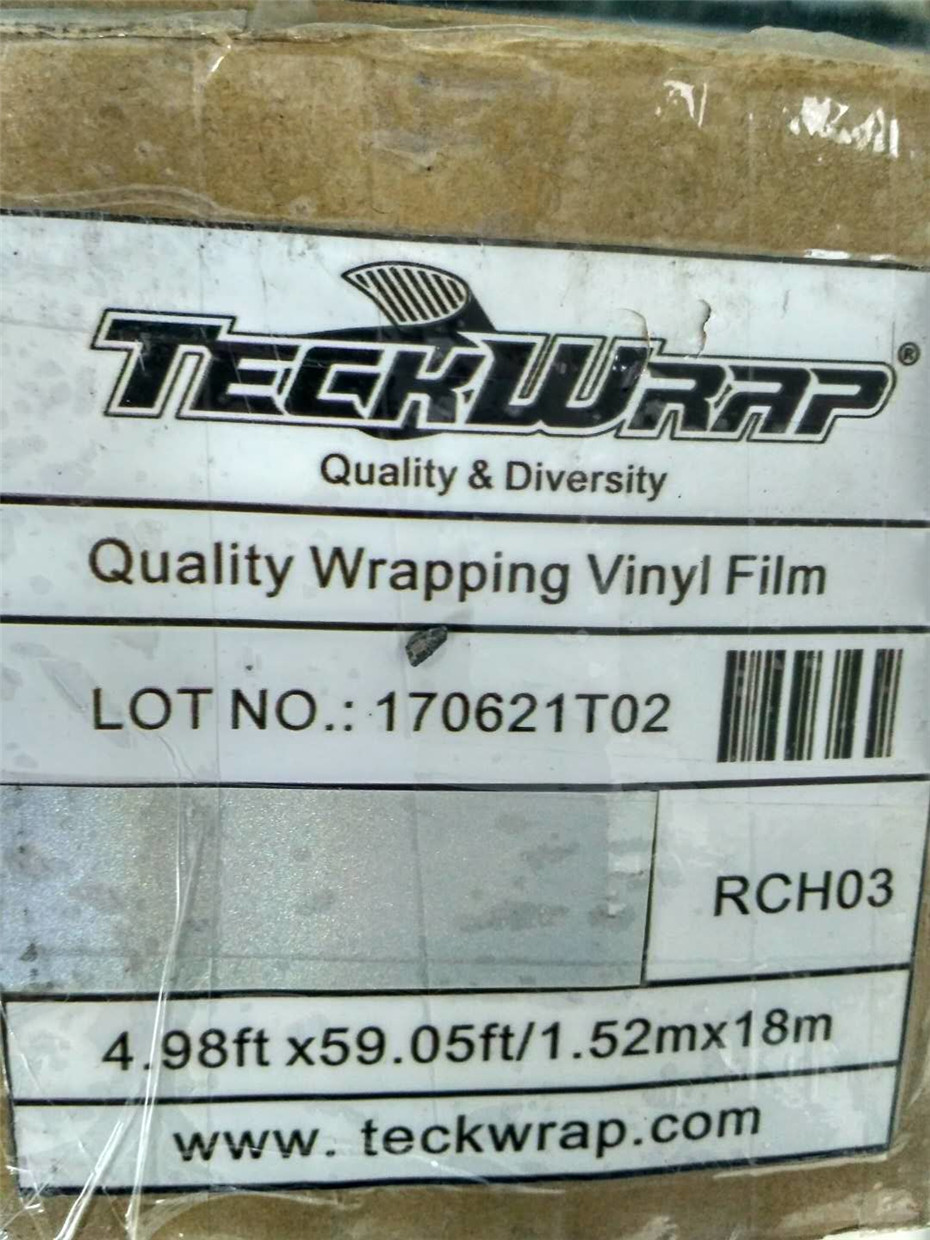 TECKWRAP®
Quality & Diversity
Quality Wrapping Vinyl Film
LOT NO.: 170621T02
RCH03
4.98ft x59.05ft/1.52mx18m
www. teckwrap.com